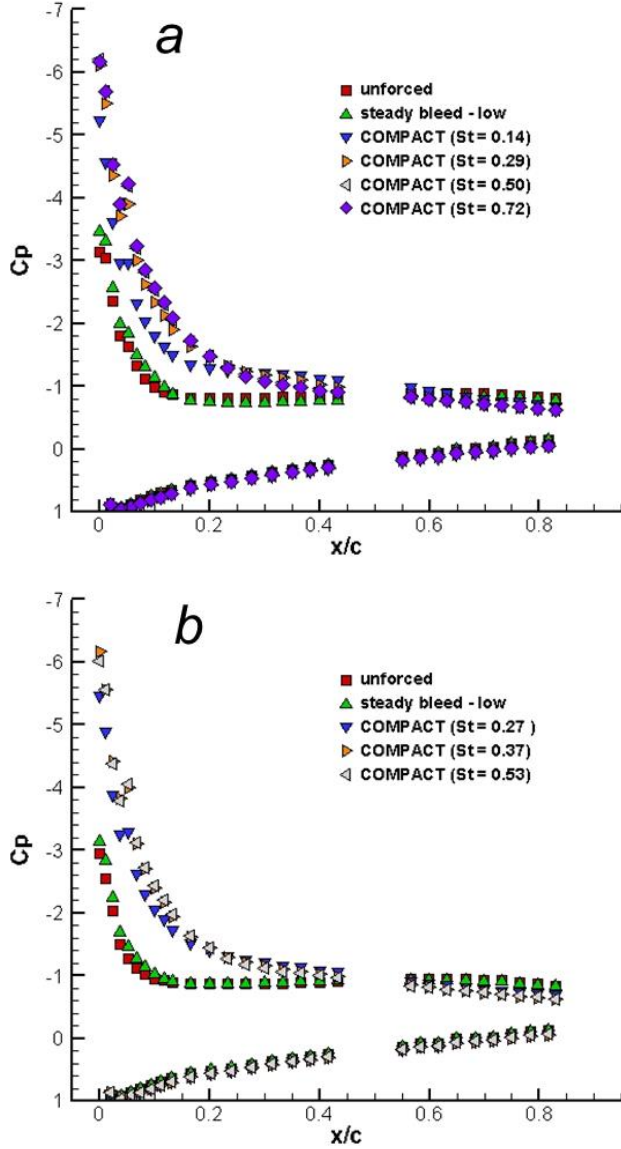 a
-7
-6
-5
-4
-3
-2
-1
0
1
Cp
unforced
steady bleed - low
COMPACT (St = 0.14)
COMPACT (St = 0.29)
COMPACT (St = 0.50)
COMPACT (St = 0.72)
0 0.2 0.4 0.6 0.8
x/c
b
-7
-6
-5
-4
-3
-2
-1
0
1
Cp
unforced
steady bleed - low
COMPACT (St = 0.27 )
COMPACT (St = 0.37)
COMPACT (St = 0.53)
0 0.2 0.4 0.6 0.8
x/c